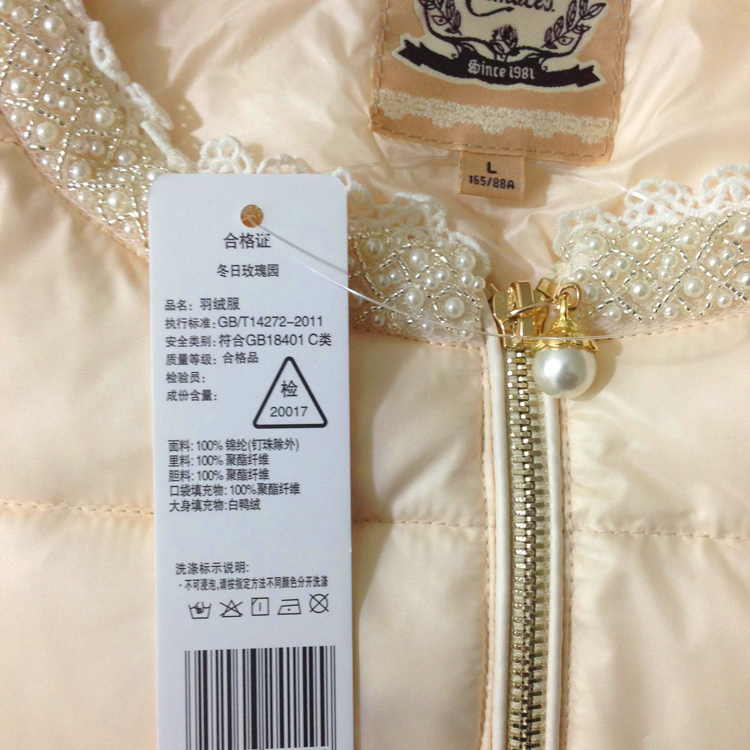 Since 1981
L
165/88A
合格证
冬日玫瑰园
品名: 羽绒服
执行标准: GB/T14272-2011
安全类别: 符合GB18401 C类
质量等级: 合格品
检验员:
成份含量:
检
20017
面料: 100% 锦纶(钉珠除外)
里料: 100% 聚酯纤维
胆料: 100% 聚酯纤维
口袋填充物: 100%聚酯纤维
大身填充物: 白鸭绒
洗涤标示说明:
·不可浸泡,请按指定方法不同颜色分开洗涤